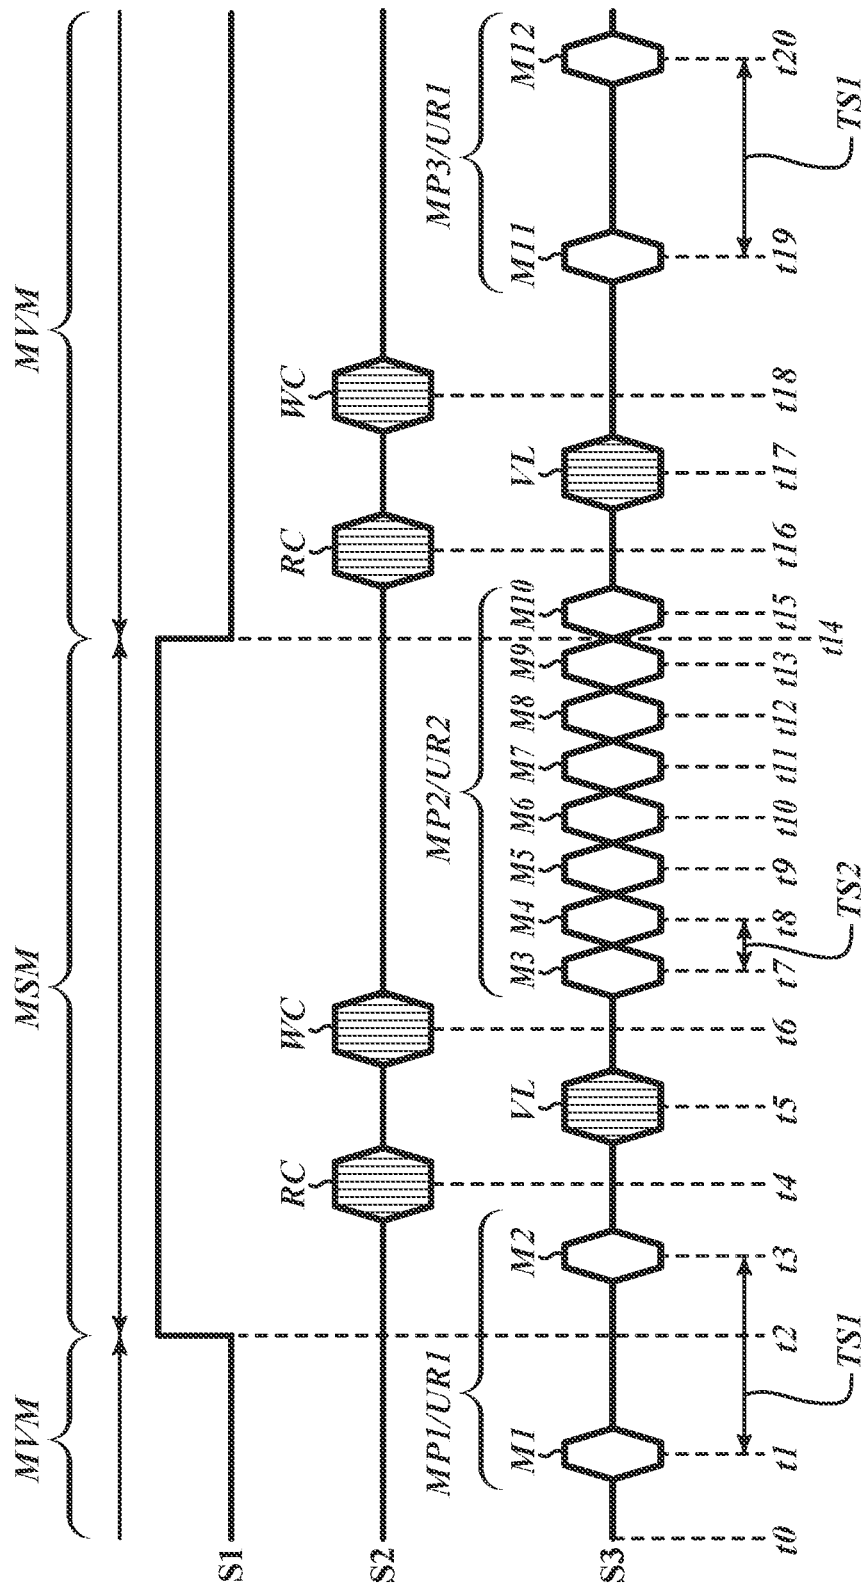 MVM MSM MVM
S1
RC WC RC WC
S2
MP1/UR1 MP2/UR2 MP3/UR1
M1 M2 VL M3 M4 M5 M6 M7 M8 M9 M10 VL M11 M12
S3
t0 t1 t2 t3 t4 t5 t6 t7 t8 t9 t10 t11 t12 t13 t15 t16 t17 t18 t19 t20
t14
TS1 TS2 TS1